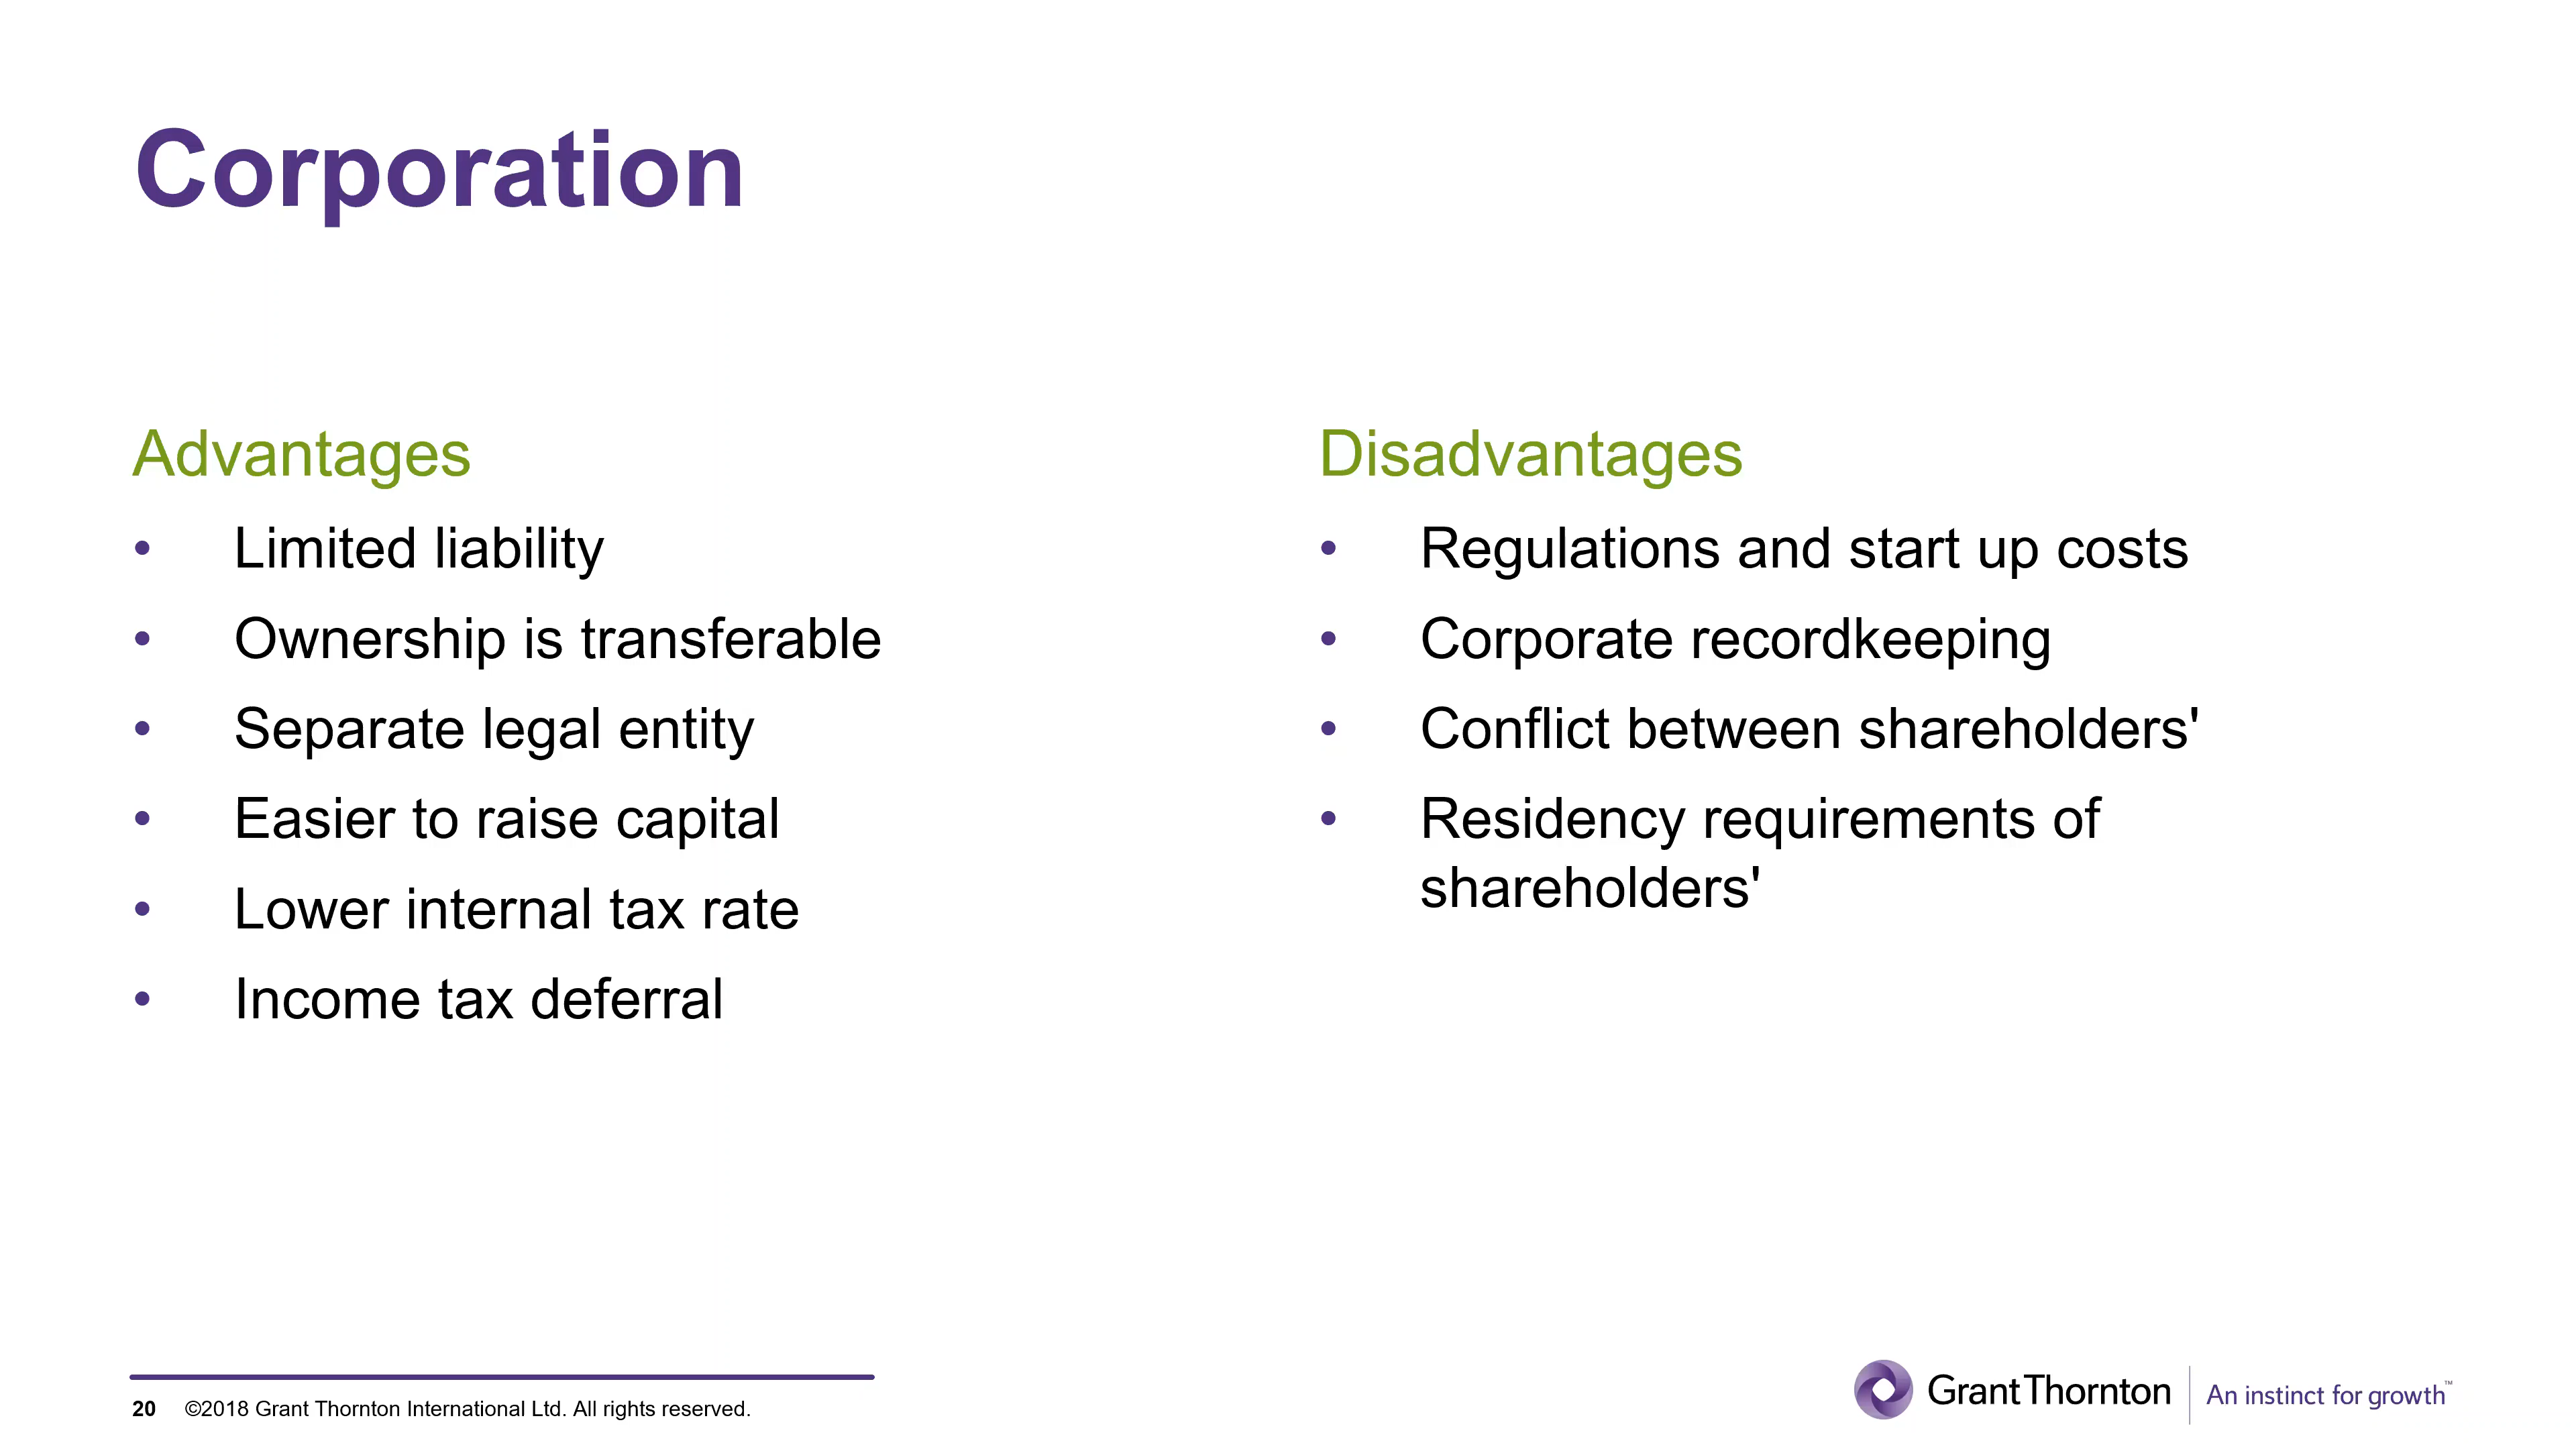 Corporation
Advantages
• Limited liability
• Ownership is transferable
• Separate legal entity
• Easier to raise capital
• Lower internal tax rate
• Income tax deferral
Disadvantages
• Regulations and start up costs
• Corporate recordkeeping
• Conflict between shareholders'
• Residency requirements of
shareholders'
20 ©2018 Grant Thornton International Ltd. All rights reserved.
GrantThornton An instinct for growth™